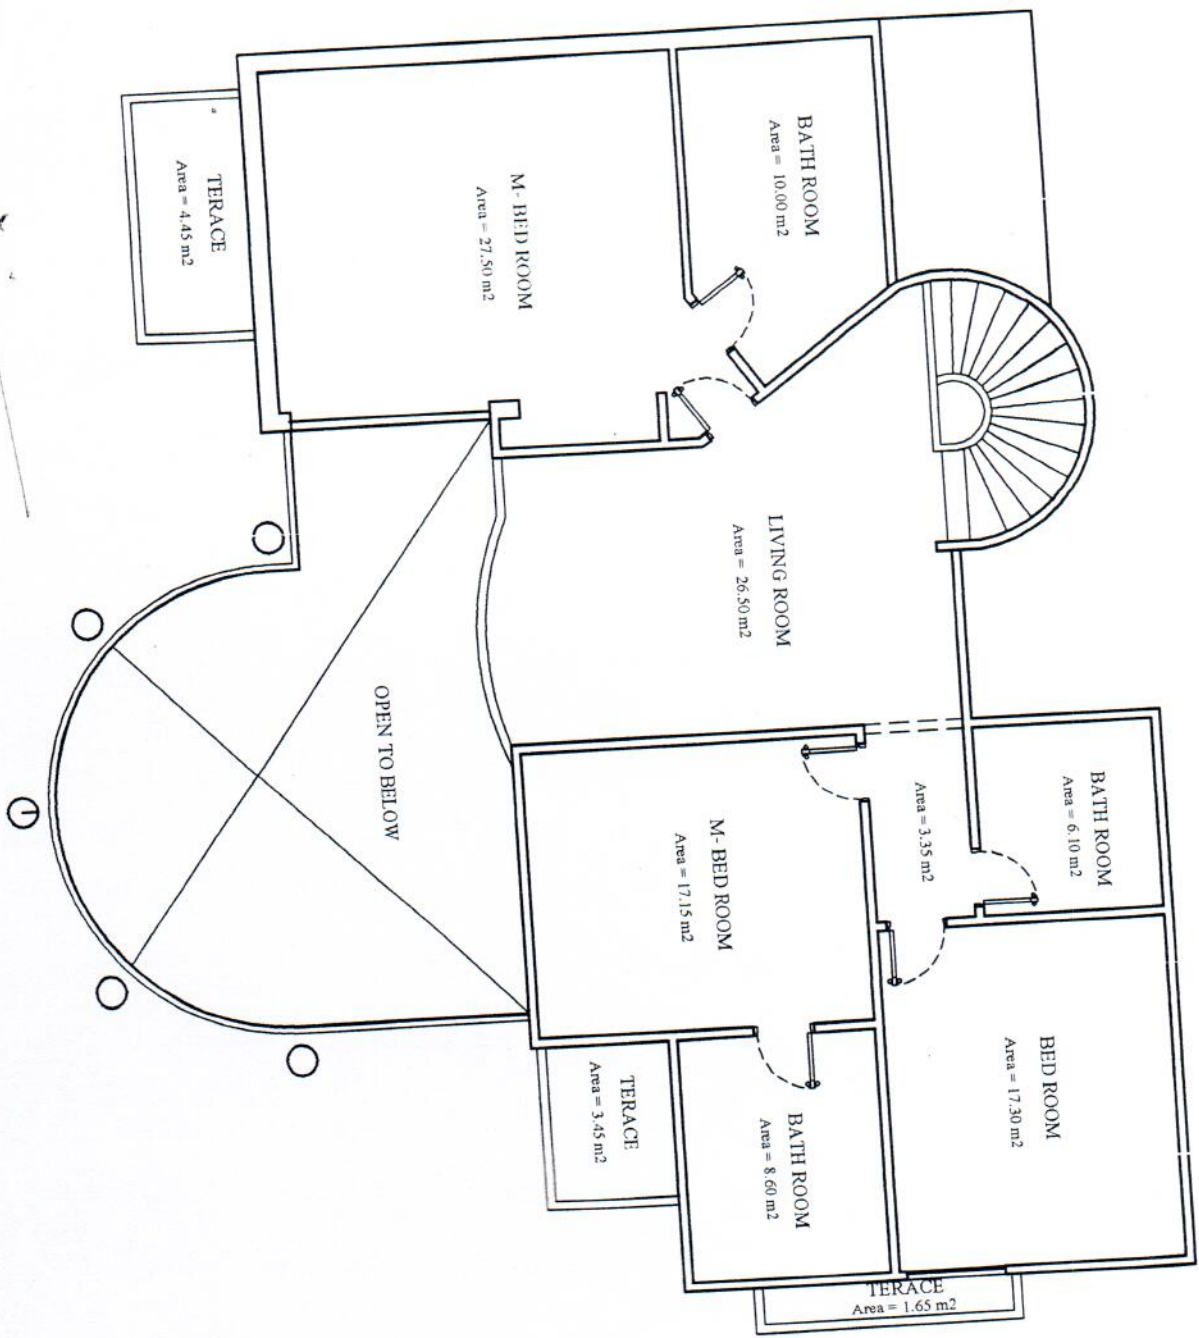 BATH ROOM
Area = 10.00 m2
M- BED ROOM
Area = 27.50 m2
TERACE
Area = 4.45 m2
LIVING ROOM
Area = 26.50 m2
OPEN TO BELOW
BATH ROOM
Area = 6.10 m2
Area = 3.35 m2
M- BED ROOM
Area = 17.15 m2
BED ROOM
Area = 17.30 m2
TERACE
Area = 3.45 m2
BATH ROOM
Area = 8.60 m2
TERACE
Area = 1.65 m2